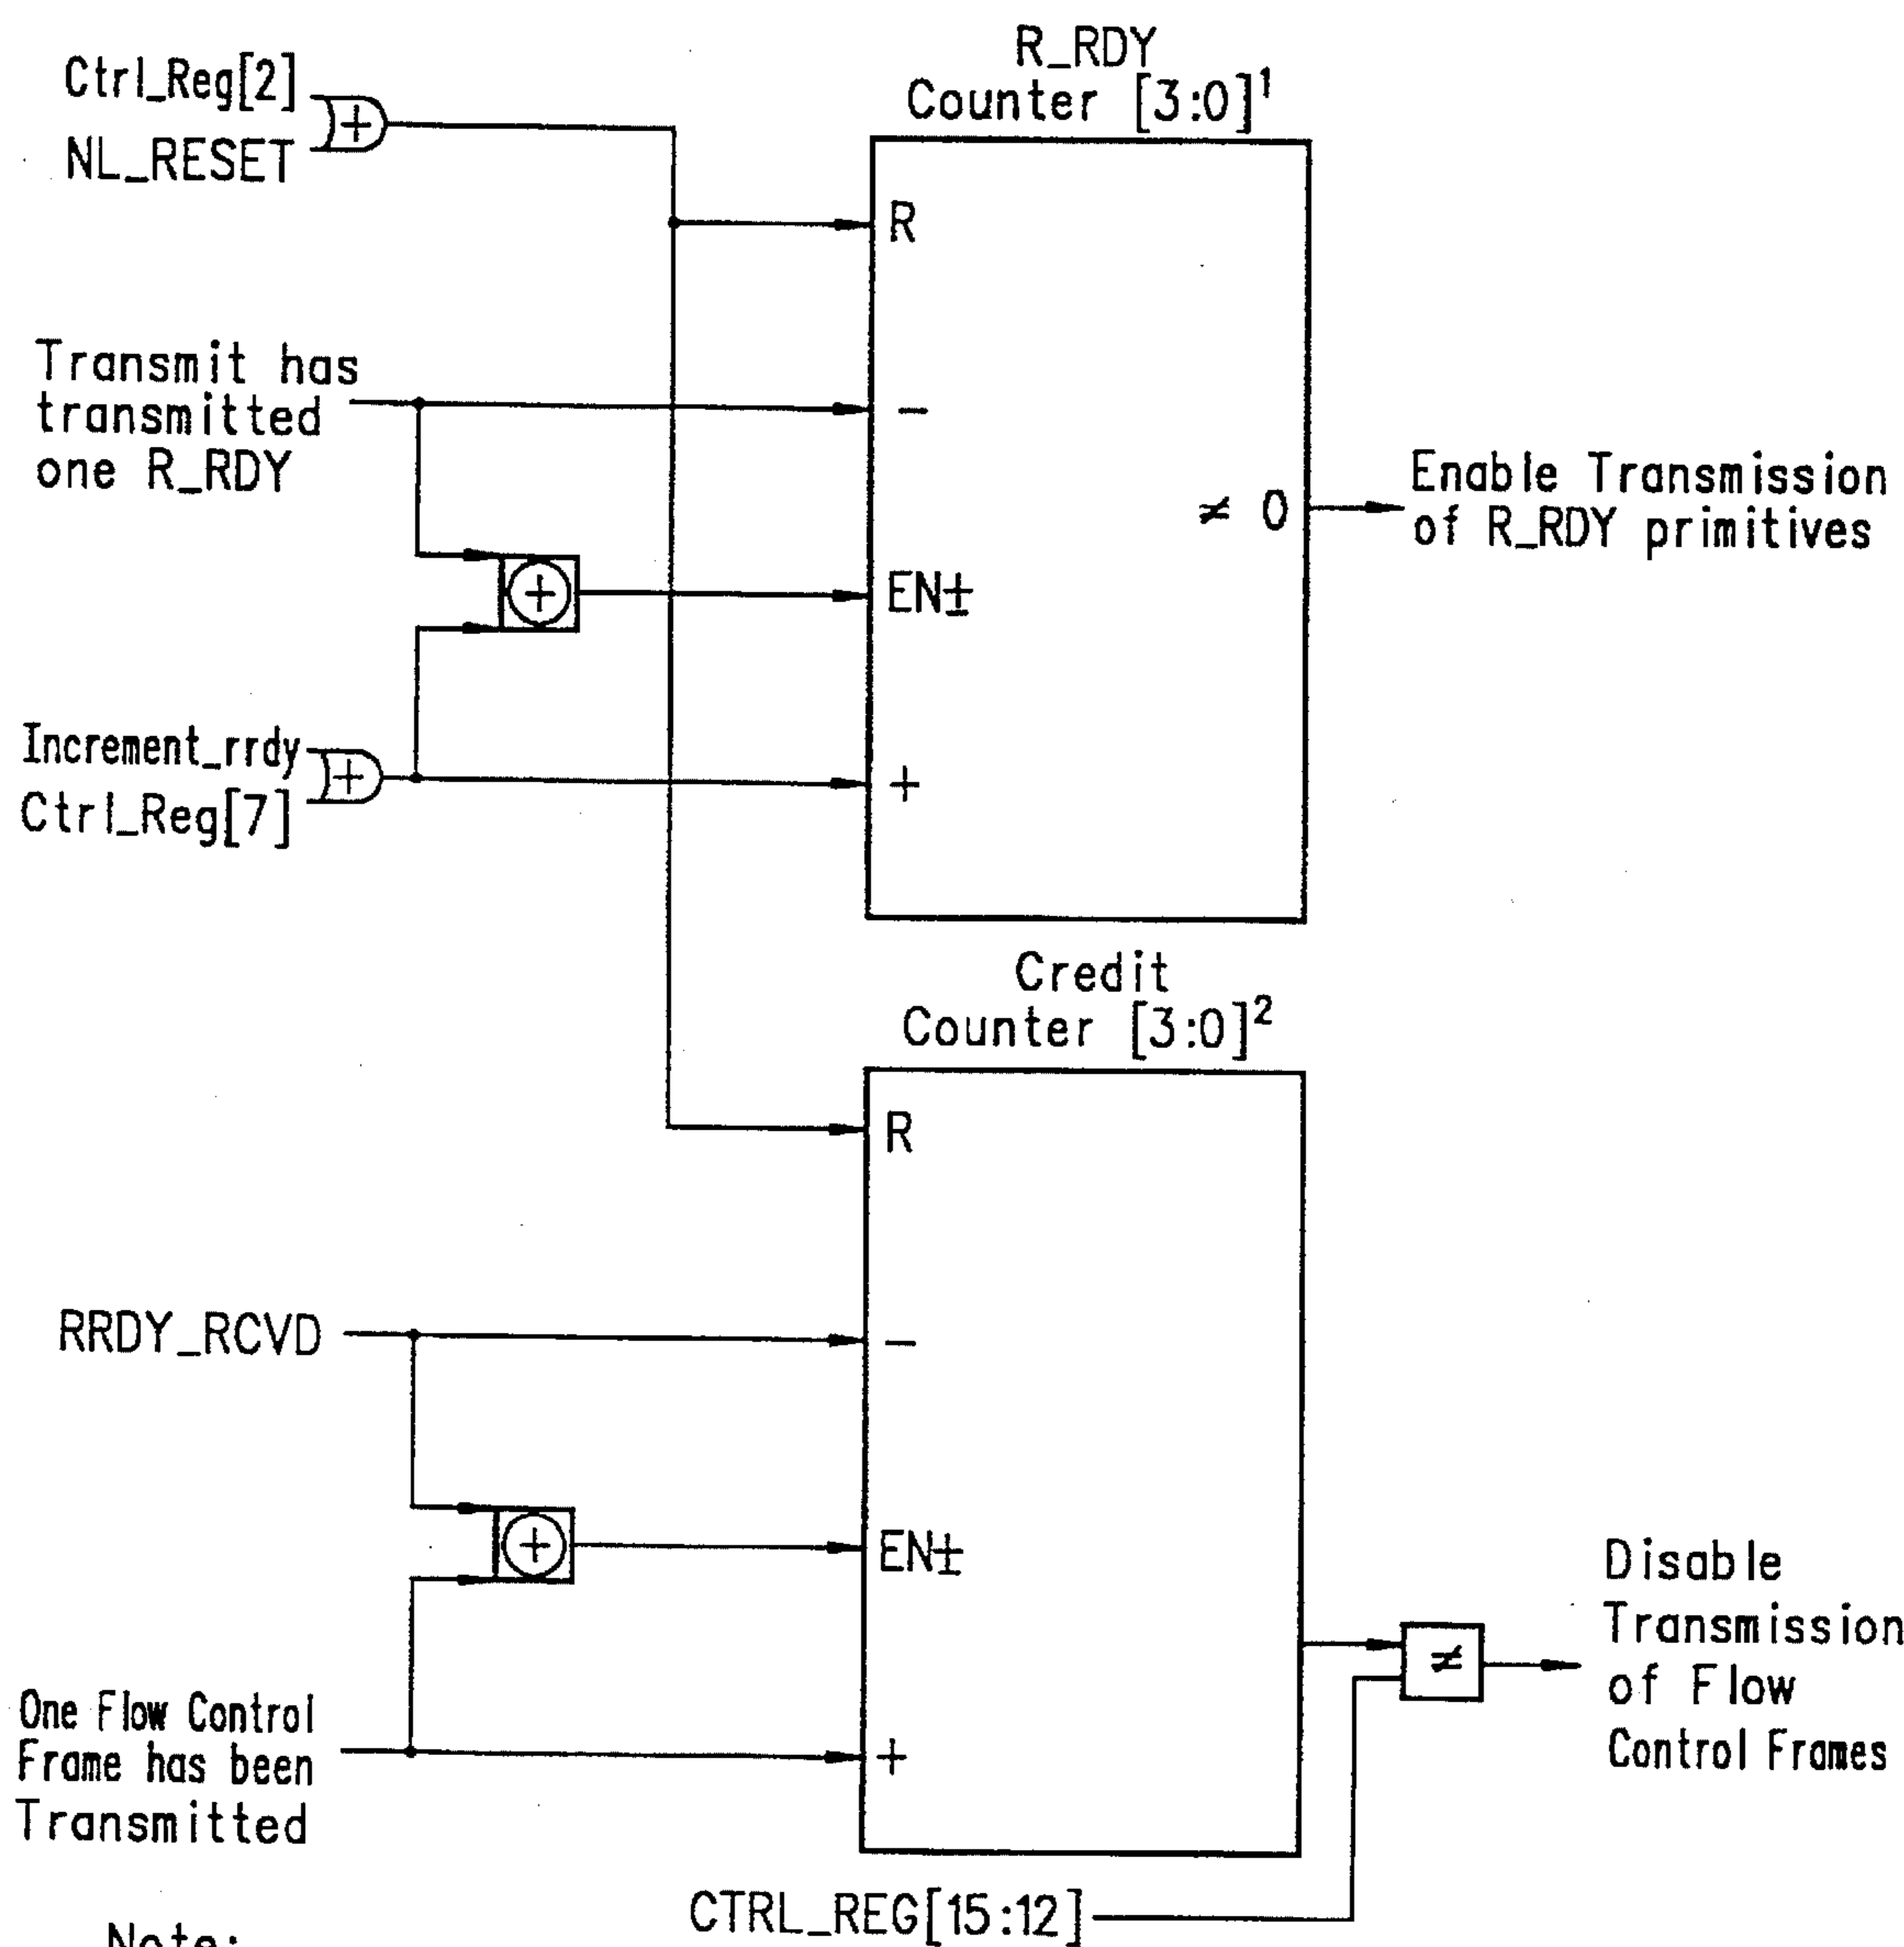 R_RDY
Counter [3:0]¹
Ctrl_Reg[2]
+
NL_RESET
R
Transmit has
transmitted
one R_RDY
-
≠ 0
Enable Transmission
of R_RDY primitives
+
EN±
Increment_rrdy
+
Ctrl_Reg[7]
+
Credit
Counter [3:0]²
R
RRDY_RCVD
-
+
EN±
Disable
Transmission
of Flow
Control Frames
≠
One Flow Control
Frame has been
Transmitted
+
CTRL_REG[15:12]
Note: